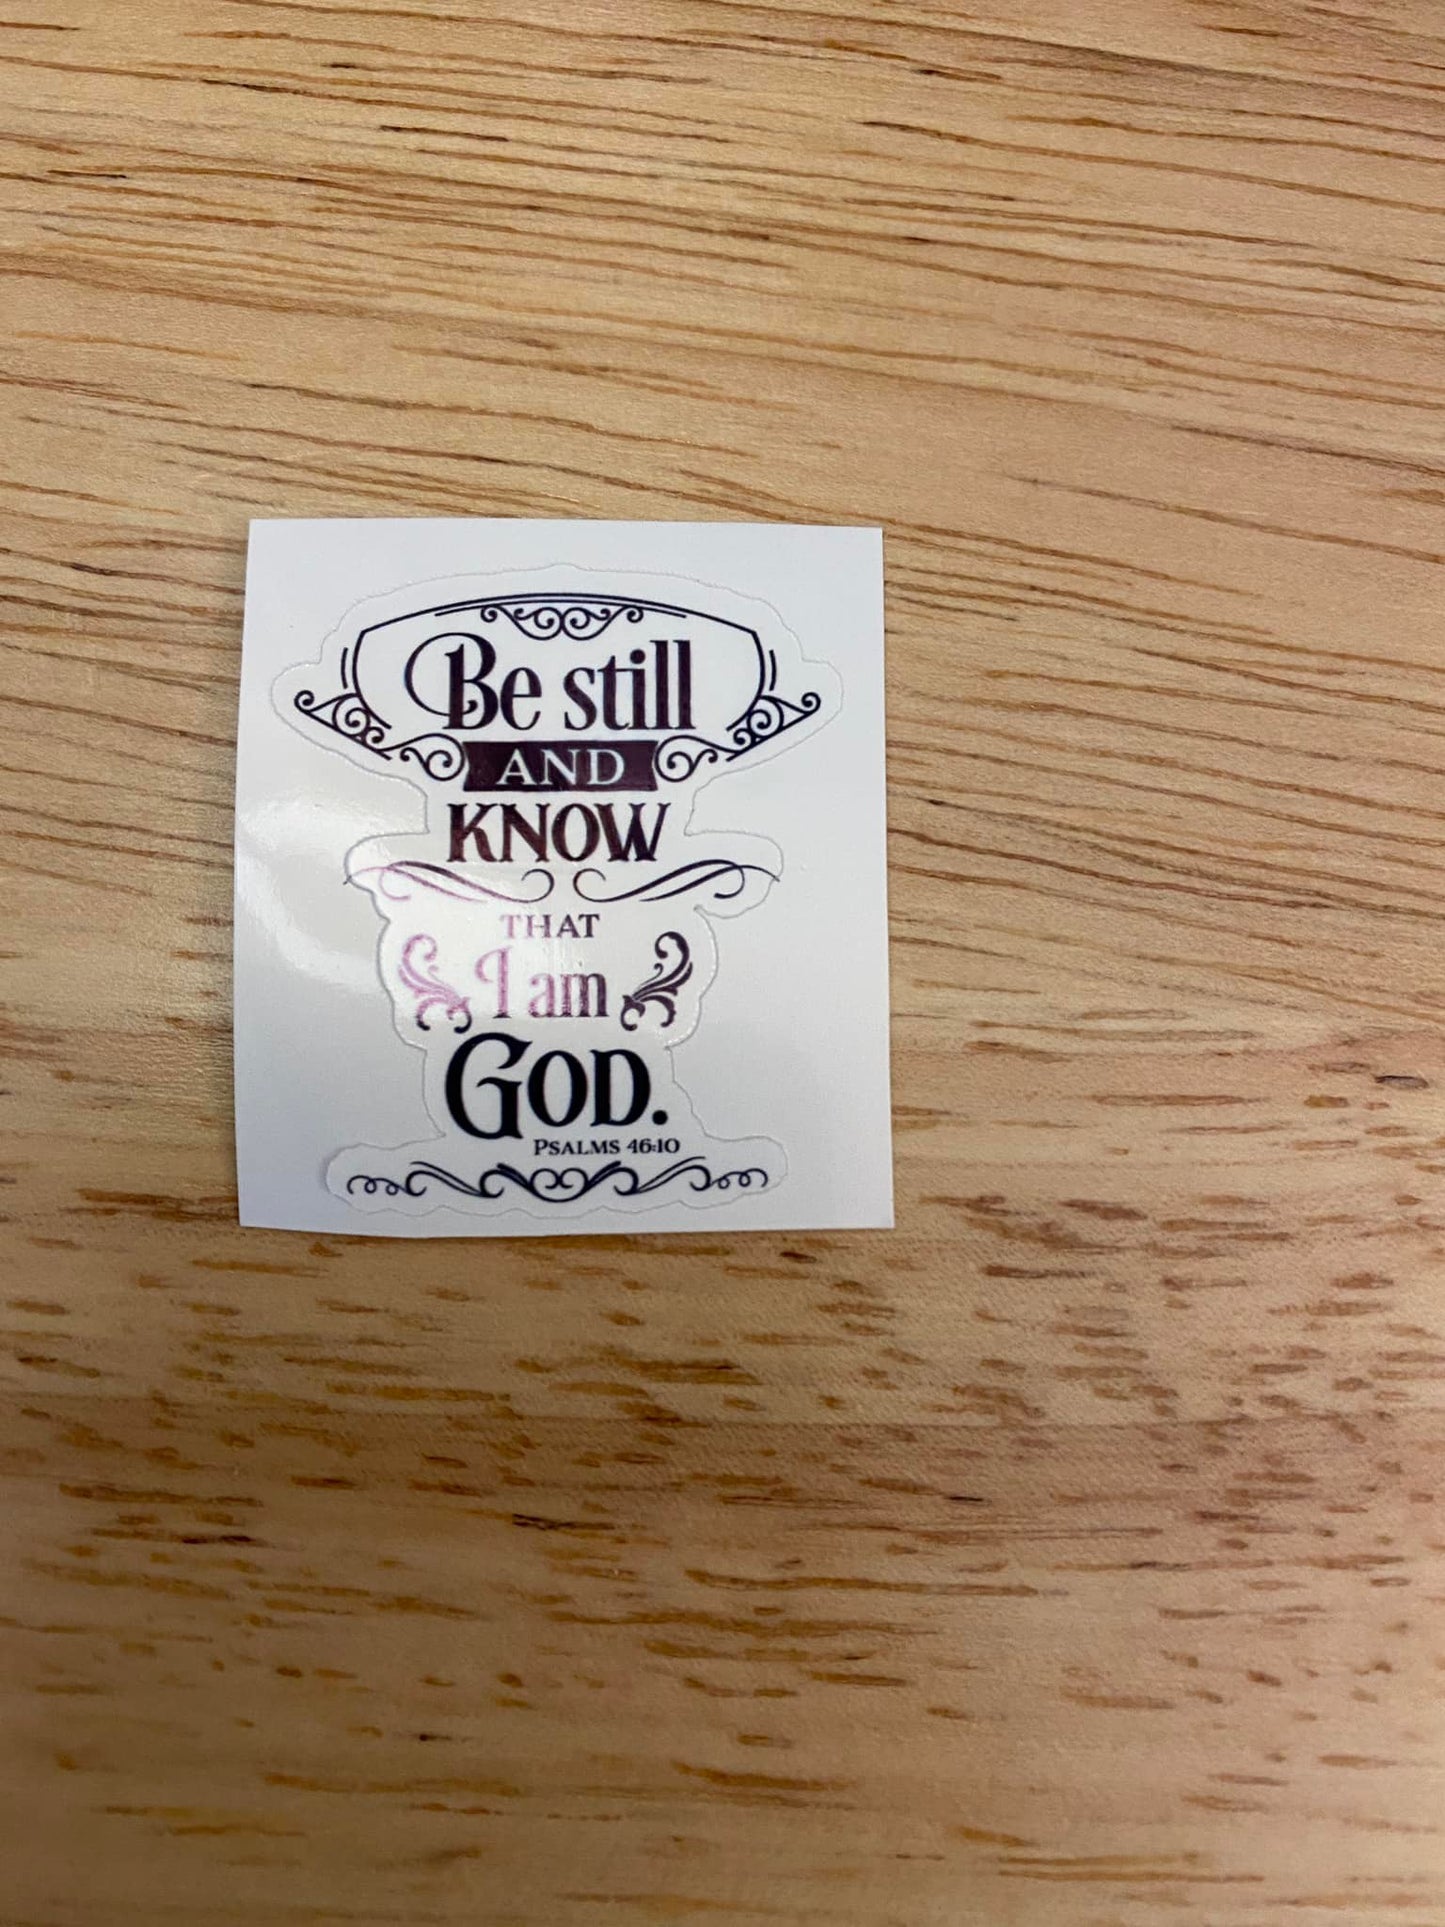 Be still
AND
KNOW
THAT
I am
GOD.
PSALMS 46:10